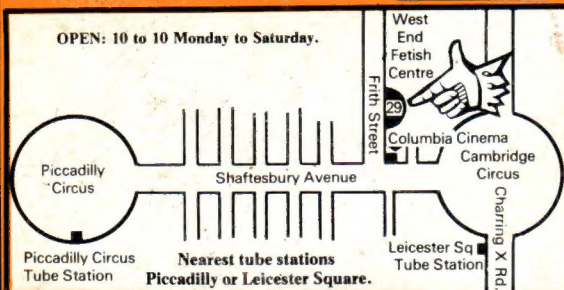 OPEN: 10 to 10 Monday to Saturday.
West
End
Fetish
Centre
Frith Street
29
Columbia Cinema
Cambridge
Circus
Piccadilly
Circus
Shaftesbury Avenue
Charring X Rd.
Piccadilly Circus
Tube Station
Nearest tube stations
Piccadilly or Leicester Square.
Leicester Sq
Tube Station